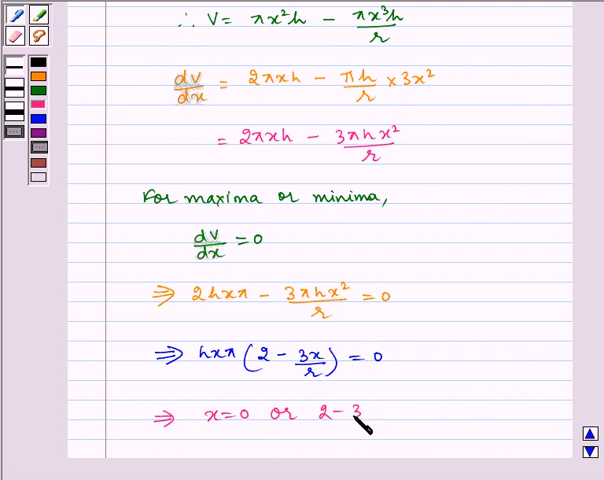 ∴ V = πx²h − πx³h/r
dv/dx = 2πxh − πh/r × 3x²
= 2πxh − 3πhx²/r
For maxima or minima,
dv/dx = 0
⇒ 2hxπ − 3πhx²/r = 0
⇒ hxπ (2 − 3x/r) = 0
⇒ x=0 or 2−3